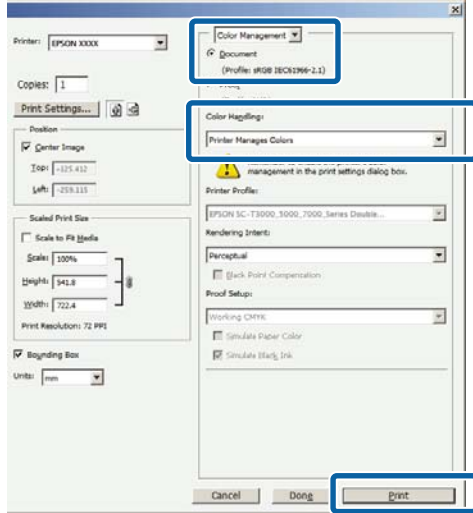 Printer: EPSON XXXX
Copies: 1
Print Settings...
Position
Center Image
Top: -125.412
Left: -259.115
Scaled Print Size
Scale to Fit Media
Scale: 100%
Height: 541.8
Width: 722.4
Print Resolution: 72 PPI
Bounding Box
Units: mm
Color Management
Document
(Profile: sRGB IEC61966-2.1)
Color Handling:
Printer Manages Colors
management in the print settings dialog box.
Printer Profile:
EPSON SC-T3000_5000_7000_Series Double...
Rendering Intent:
Perceptual
Black Point Compensation
Proof Setup:
Working CMYK
Simulate Paper Color
Simulate Black Ink
Cancel
Done
Print